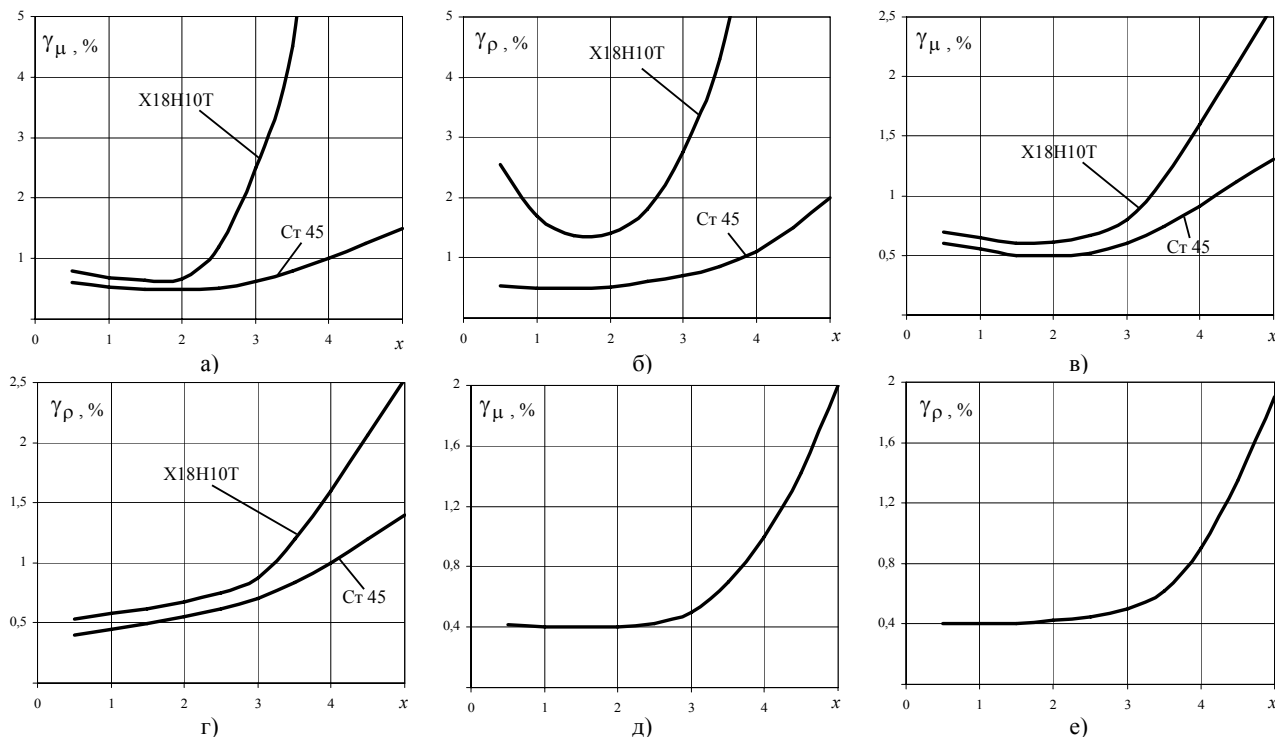 5
4
3
2
1
0 1 2 3 4 x
γμ , %
Х18Н10Т
Ст 45
а)
5
4
3
2
1
0 1 2 3 4 x
γρ , %
Х18Н10Т
Ст 45
б)
2,5
2
1,5
1
0,5
0 1 2 3 4 x
γμ , %
Х18Н10Т
Ст 45
в)
2,5
2
1,5
1
0,5
0 1 2 3 4 x
γρ , %
Х18Н10Т
Ст 45
г)
2
1,6
1,2
0,8
0,4
0 1 2 3 4 x
γμ , %
д)
2
1,6
1,2
0,8
0,4
0 1 2 3 4 x
γρ , %
е)